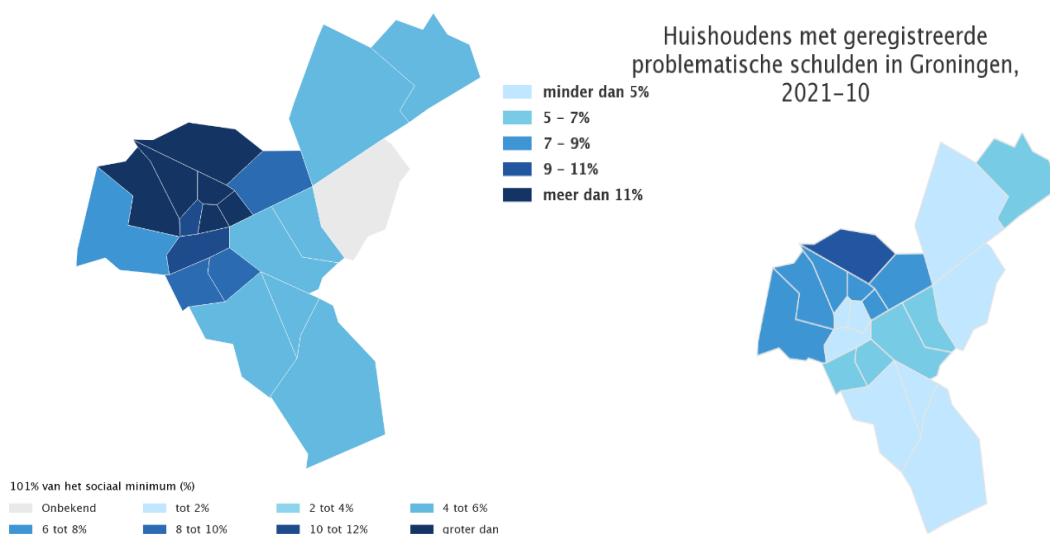 Huishoudens met geregistreerde
problematische schulden in Groningen,
2021-10
minder dan 5%
5 - 7%
7 - 9%
9 - 11%
meer dan 11%
101% van het sociaal minimum (%)
Onbekend
tot 2%
2 tot 4%
4 tot 6%
6 tot 8%
8 tot 10%
10 tot 12%
groter dan